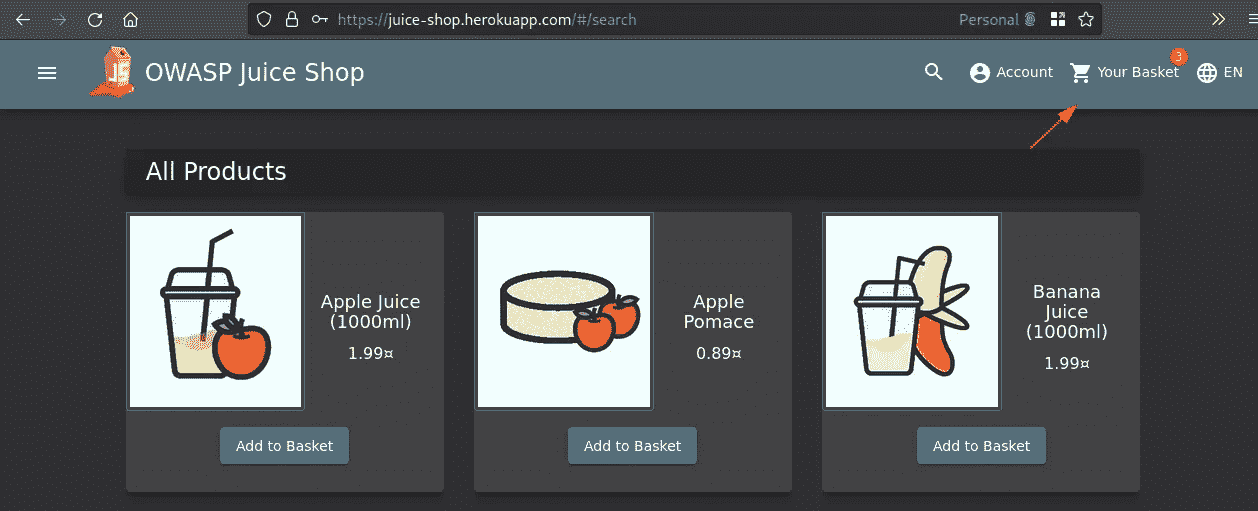 https://juice-shop.herokuapp.com/#/search
Personal
OWASP Juice Shop
Account
Your Basket
3
EN
All Products
Apple Juice
(1000ml)
1.99¤
Add to Basket
Apple
Pomace
0.89¤
Add to Basket
Banana
Juice
(1000ml)
1.99¤
Add to Basket